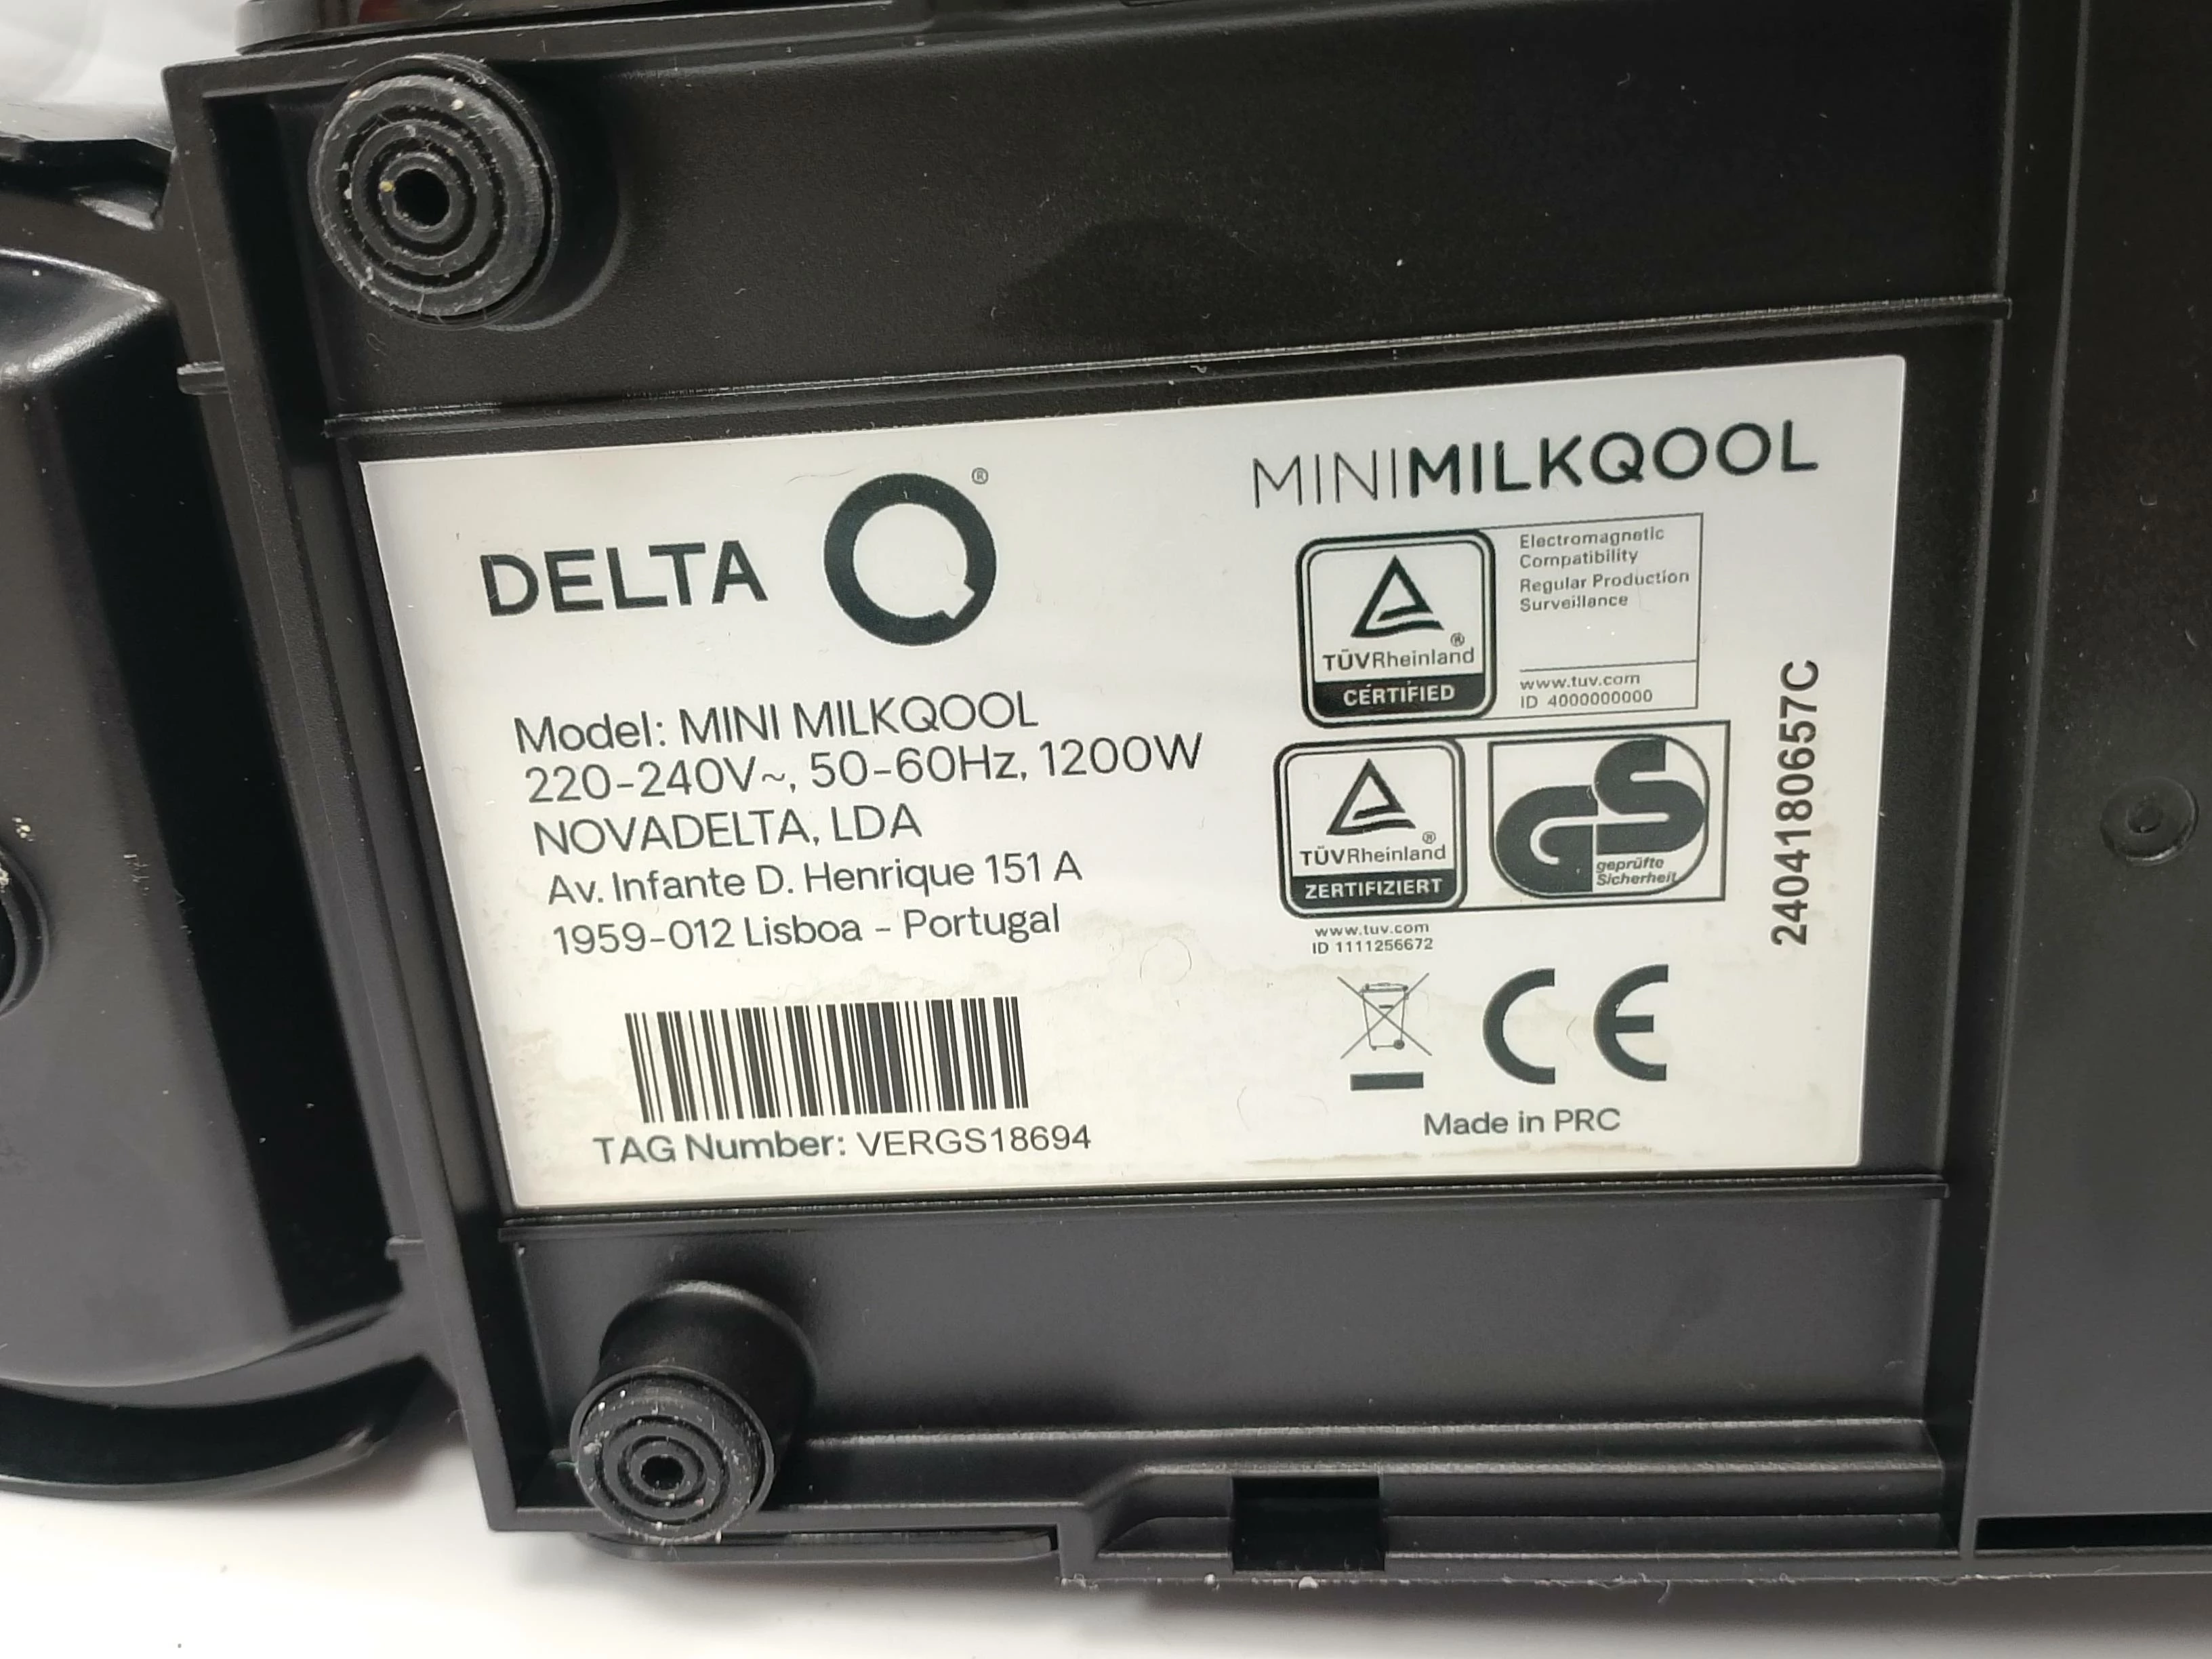 DELTA Q ®
MINIMILKQOOL
Model: MINI MILKQOOL
220-240V~, 50-60Hz, 1200W
NOVADELTA, LDA
Av. Infante D. Henrique 151 A
1959-012 Lisboa - Portugal
TAG Number: VERGS18694
Electromagnetic
Compatibility
Regular Production
Surveillance
®
TÜVRheinland
CERTIFIED
www.tuv.com
ID 4000000000
®
TÜVRheinland
ZERTIFIZIERT
GS
geprüfte
Sicherheit
www.tuv.com
ID 1111256672
CE
Made in PRC
2404180657C